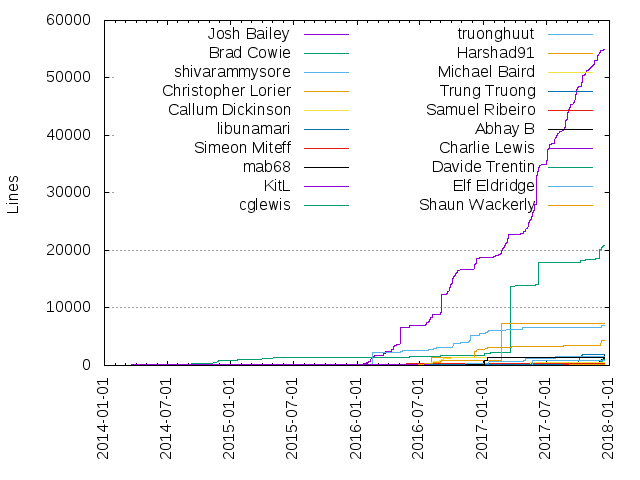 60000
50000
40000
30000
20000
10000
0
Lines
Josh Bailey
Brad Cowie
shivarammysore
Christopher Lorier
Callum Dickinson
libunamari
Simeon Miteff
mab68
KitL
cglewis
truonghuut
Harshad91
Michael Baird
Trung Truong
Samuel Ribeiro
Abhay B
Charlie Lewis
Davide Trentin
Elf Eldridge
Shaun Wackerly
2014-01-01
2014-07-01
2015-01-01
2015-07-01
2016-01-01
2016-07-01
2017-01-01
2017-07-01
2018-01-01